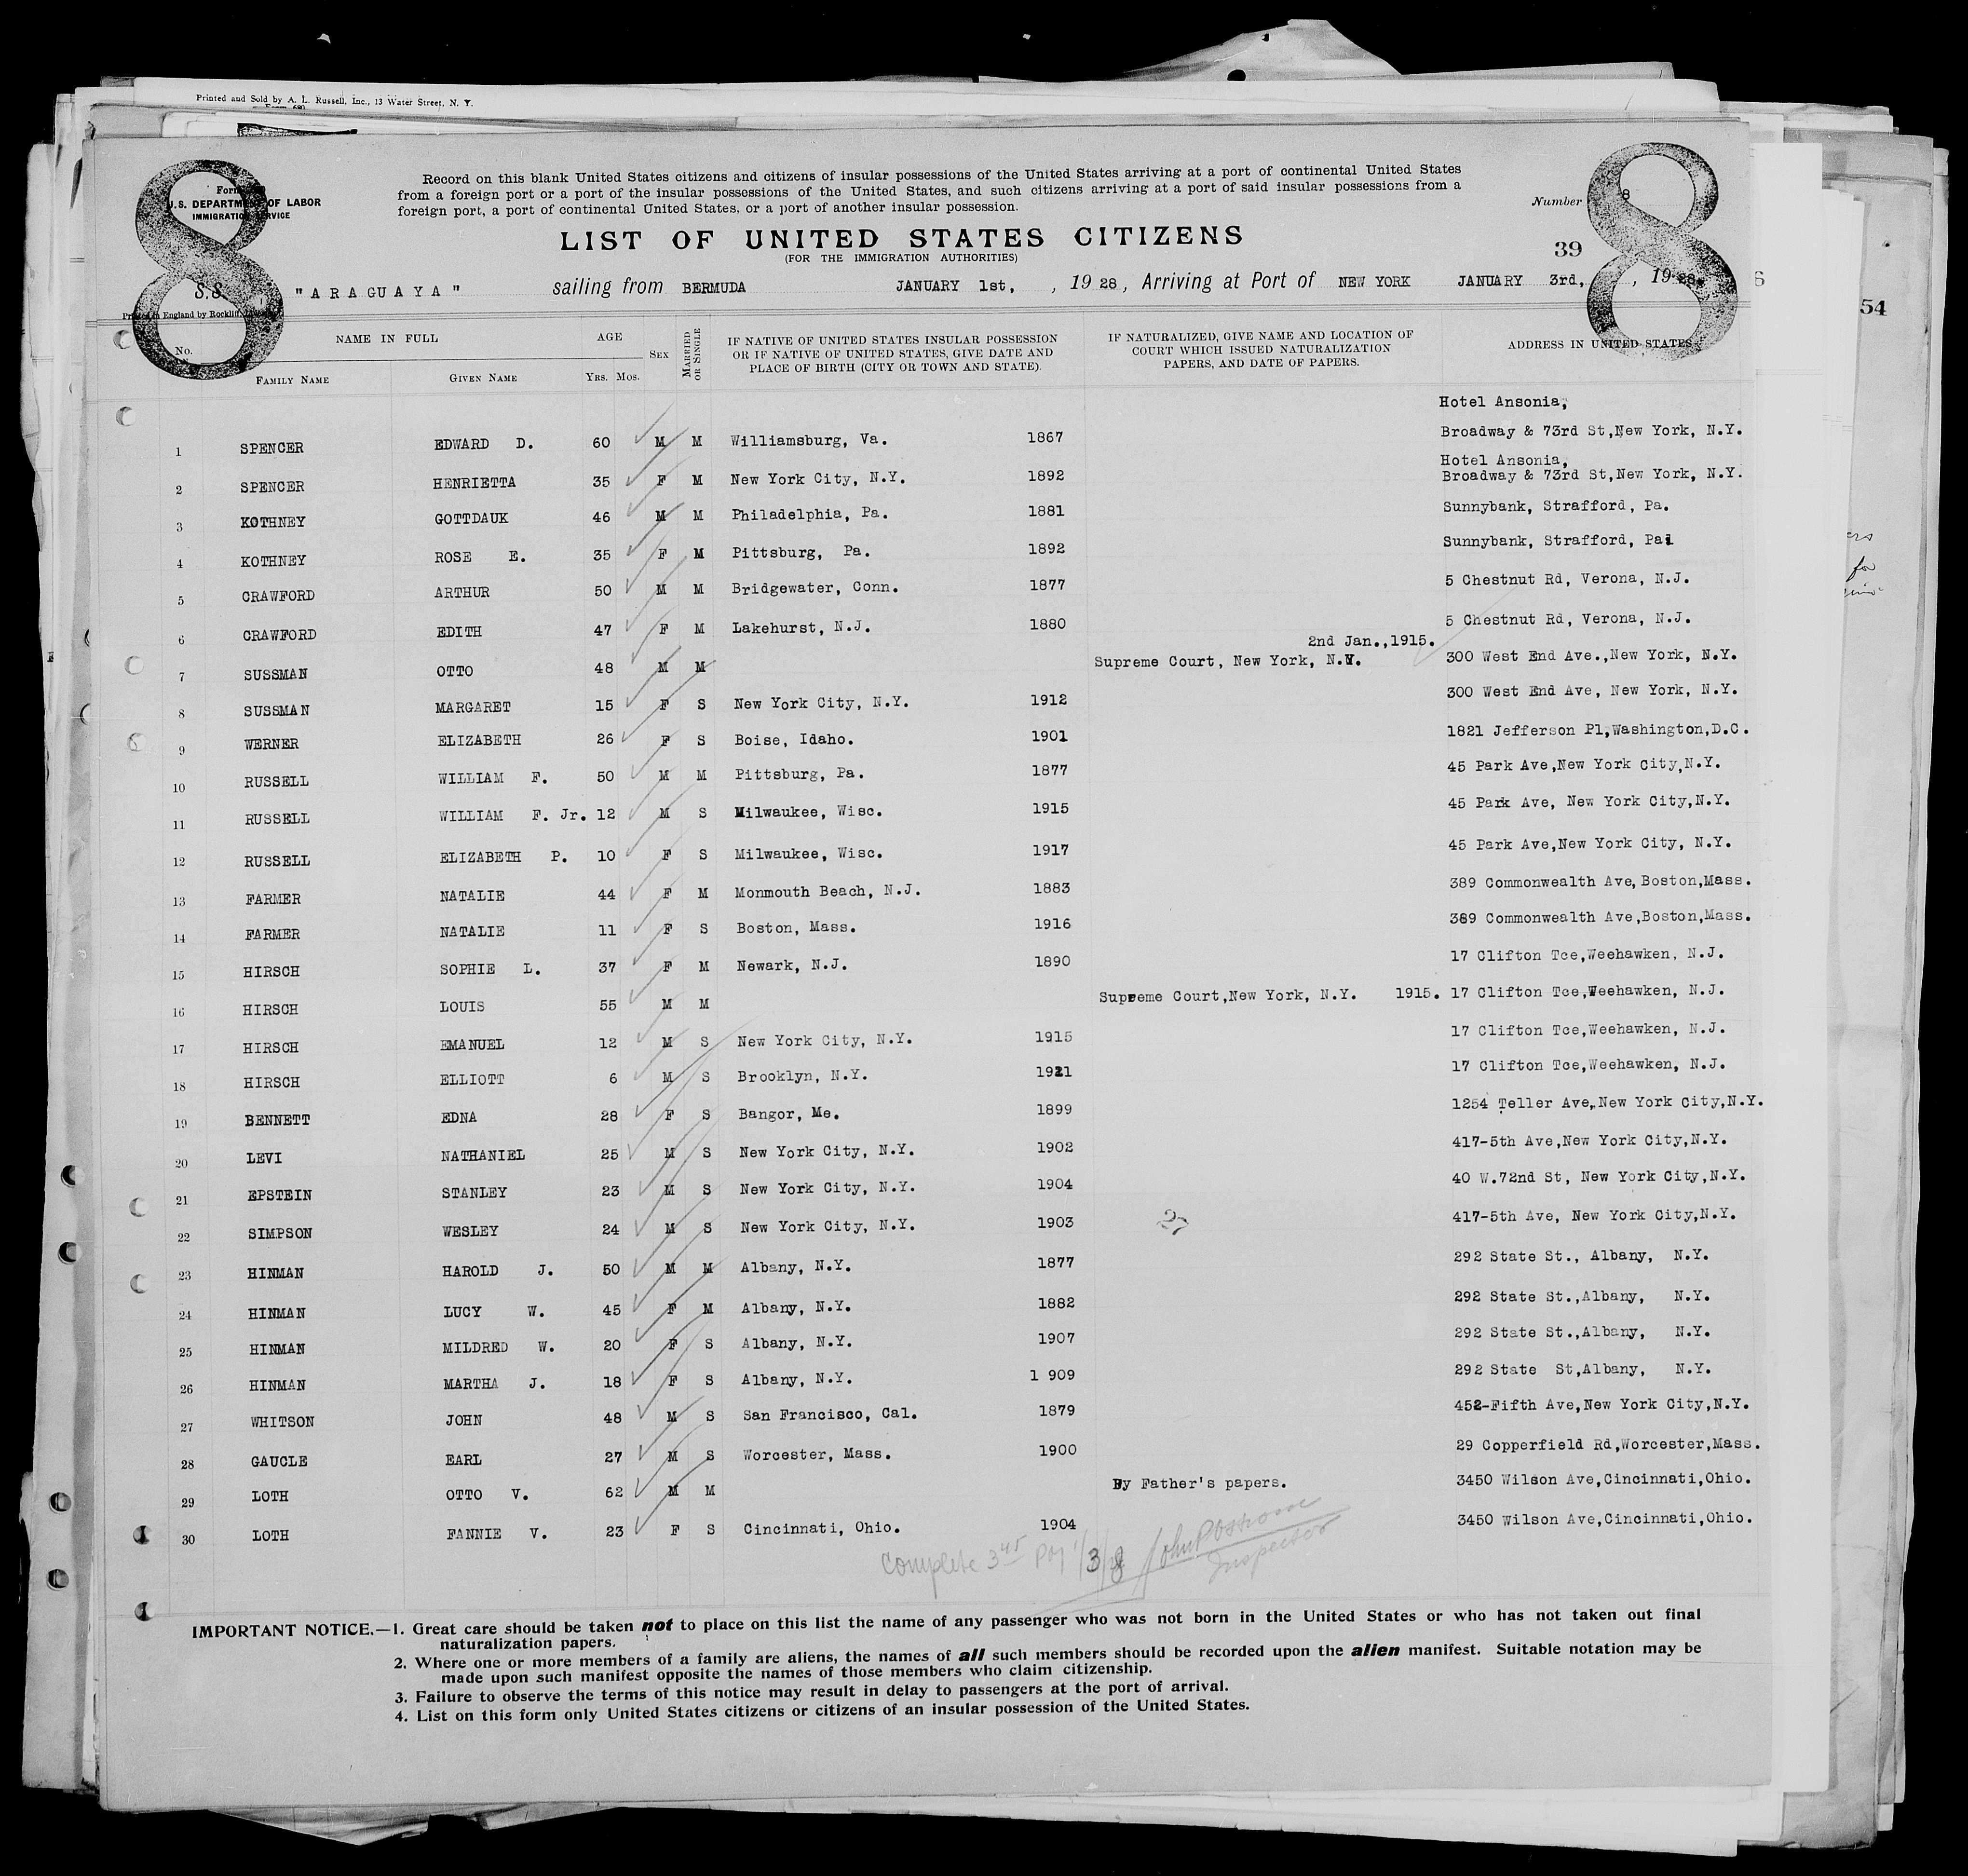 Printed and Sold by A. L. Russell, Inc., 13 Water Street, N. Y.
8
8
U.S. DEPARTMENT OF LABOR
IMMIGRATION SERVICE
Record on this blank United States citizens and citizens of insular possessions of the United States arriving at a port of continental United States
from a foreign port or a port of the insular possessions of the United States, and such citizens arriving at a port of said insular possessions from a
foreign port, a port of continental United States, or a port of another insular possession.
Number 8
LIST OF UNITED STATES CITIZENS
(FOR THE IMMIGRATION AUTHORITIES)
39
S.S. "ARAGUAYA" sailing from BERMUDA JANUARY 1st, , 1928, Arriving at Port of NEW YORK JANUARY 3rd, , 1928.
54
No. NAME IN FULL AGE SEX MARRIED OR SINGLE
FAMILY NAME GIVEN NAME YRS. MOS.
IF NATIVE OF UNITED STATES INSULAR POSSESSION
OR IF NATIVE OF UNITED STATES, GIVE DATE AND
PLACE OF BIRTH (CITY OR TOWN AND STATE).
IF NATURALIZED, GIVE NAME AND LOCATION OF
COURT WHICH ISSUED NATURALIZATION
PAPERS, AND DATE OF PAPERS.
ADDRESS IN UNITED STATES
Hotel Ansonia,
1 SPENCER EDWARD D. 60 M M Williamsburg, Va. 1867 Broadway & 73rd St,New York, N.Y.
Hotel Ansonia,
2 SPENCER HENRIETTA 35 F M New York City, N.Y. 1892 Broadway & 73rd St,New York, N.Y.
3 KOTHNEY GOTTDAUK 46 M M Philadelphia, Pa. 1881 Sunnybank, Strafford, Pa.
4 KOTHNEY ROSE E. 35 F M Pittsburg, Pa. 1892 Sunnybank, Strafford, Pa.
5 CRAWFORD ARTHUR 50 M M Bridgewater, Conn. 1877 5 Chestnut Rd, Verona, N.J.
6 CRAWFORD EDITH 47 F M Lakehurst, N.J. 1880 5 Chestnut Rd, Verona, N.J.
2nd Jan.,1915.
7 SUSSMAN OTTO 48 M M Supreme Court, New York, N.Y. 300 West End Ave.,New York, N.Y.
8 SUSSMAN MARGARET 15 F S New York City, N.Y. 1912 300 West End Ave, New York, N.Y.
9 WERNER ELIZABETH 26 F S Boise, Idaho. 1901 1821 Jefferson Pl,Washington,D.C.
10 RUSSELL WILLIAM F. 50 M M Pittsburg, Pa. 1877 45 Park Ave,New York City,N.Y.
11 RUSSELL WILLIAM F. Jr. 12 M S Milwaukee, Wisc. 1915 45 Park Ave, New York City,N.Y.
12 RUSSELL ELIZABETH P. 10 F S Milwaukee, Wisc. 1917 45 Park Ave,New York City, N.Y.
13 FARMER NATALIE 44 F M Monmouth Beach, N.J. 1883 389 Commonwealth Ave,Boston,Mass.
14 FARMER NATALIE 11 F S Boston, Mass. 1916 389 Commonwealth Ave,Boston,Mass.
15 HIRSCH SOPHIE L. 37 F M Newark, N.J. 1890 17 Clifton Tce,Weehawken, N.J.
16 HIRSCH LOUIS 55 M M Supreme Court,New York, N.Y. 1915. 17 Clifton Tce,Weehawken, N.J.
17 HIRSCH EMANUEL 12 M S New York City, N.Y. 1915 17 Clifton Tce,Weehawken, N.J.
18 HIRSCH ELLIOTT 6 M S Brooklyn, N.Y. 1921 17 Clifton Tce,Weehawken, N.J.
19 BENNETT EDNA 28 F S Bangor, Me. 1899 1254 Teller Ave,New York City,N.Y.
20 LEVI NATHANIEL 25 M S New York City, N.Y. 1902 417-5th Ave,New York City,N.Y.
21 EPSTEIN STANLEY 23 M S New York City, N.Y. 1904 40 W.72nd St, New York City,N.Y.
22 SIMPSON WESLEY 24 M S New York City, N.Y. 1903 27 417-5th Ave, New York City,N.Y.
23 HINMAN HAROLD J. 50 M M Albany, N.Y. 1877 292 State St., Albany, N.Y.
24 HINMAN LUCY W. 45 F M Albany, N.Y. 1882 292 State St.,Albany, N.Y.
25 HINMAN MILDRED W. 20 F S Albany, N.Y. 1907 292 State St.,Albany, N.Y.
26 HINMAN MARTHA J. 18 F S Albany, N.Y. 1 909 292 State St,Albany, N.Y.
27 WHITSON JOHN 48 M S San Francisco, Cal. 1879 452-Fifth Ave,New York City,N.Y.
28 GAUCLE EARL 27 M S Worcester, Mass. 1900 29 Copperfield Rd,Worcester,Mass.
29 LOTH OTTO V. 62 M M By Father's papers. 3450 Wilson Ave,Cincinnati,Ohio.
30 LOTH FANNIE V. 23 F S Cincinnati, Ohio. 1904 3450 Wilson Ave,Cincinnati,Ohio.
Complete
Inspector
IMPORTANT NOTICE.—1. Great care should be taken not to place on this list the name of any passenger who was not born in the United States or who has not taken out final
naturalization papers.
2. Where one or more members of a family are aliens, the names of all such members should be recorded upon the alien manifest. Suitable notation may be
made upon such manifest opposite the names of those members who claim citizenship.
3. Failure to observe the terms of this notice may result in delay to passengers at the port of arrival.
4. List on this form only United States citizens or citizens of an insular possession of the United States.